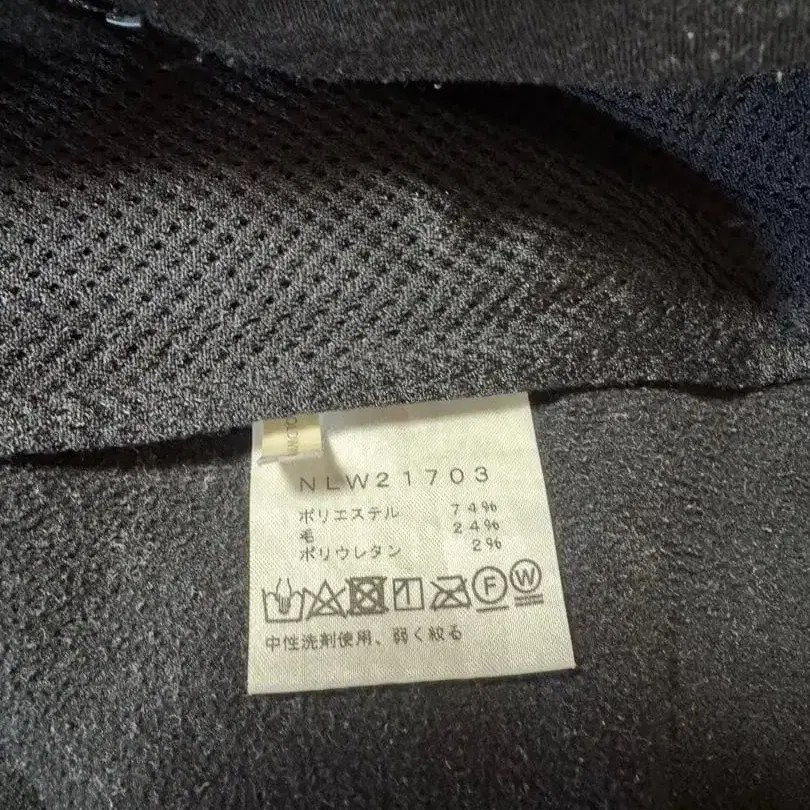 NLW21703
ポリエステル 74%
毛 24%
ポリウレタン 2%
F W
中性洗剤使用、弱く絞る